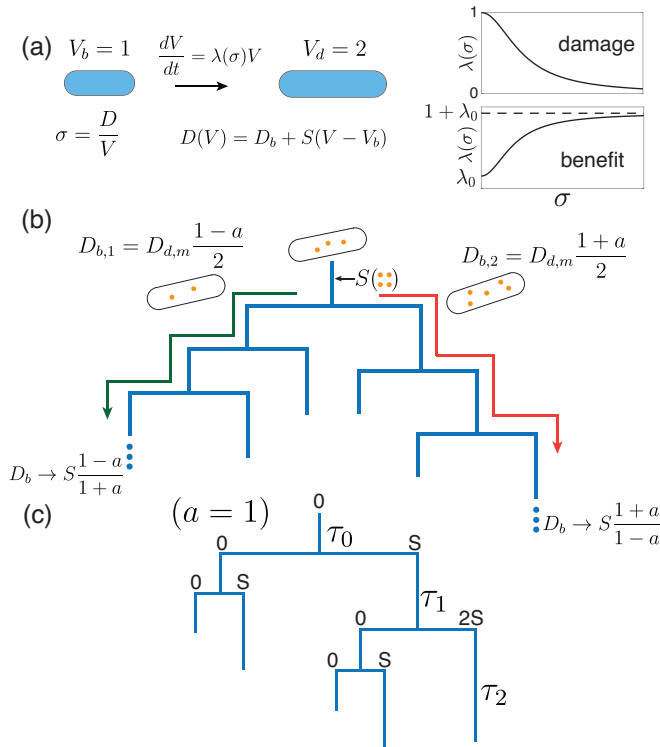 (a)
V_b = 1
dV/dt = λ(σ)V
V_d = 2
σ = D/V
D(V) = D_b + S(V − V_b)
1
λ(σ)
0
damage
1 + λ_0
λ(σ)
λ_0
benefit
σ
(b)
D_{b,1} = D_{d,m} (1 − a)/2
D_{b,2} = D_{d,m} (1 + a)/2
S( )
D_b → S (1 − a)/(1 + a)
D_b → S (1 + a)/(1 − a)
(c)
(a = 1)
0
τ_0
0
S
0
S
τ_1
0
2S
0
S
τ_2